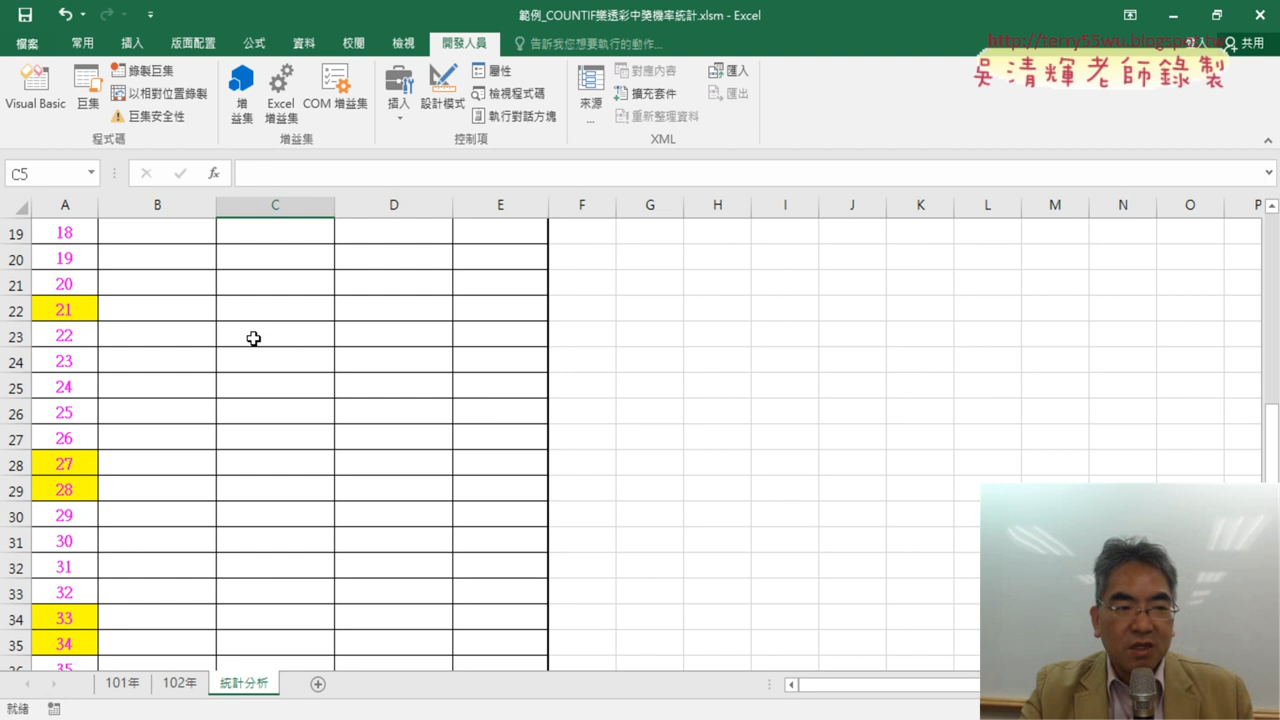 範例_COUNTIF樂透彩中獎機率統計.xlsm - Excel
檔案 常用 插入 版面配置 公式 資料 校閱 檢視 開發人員 告訴我您想要執行的動作... 登入 共用
http://terry55wu.blogspot.tw
吳清輝老師錄製
Visual Basic 巨集 錄製巨集 以相對位置錄製 巨集安全性
增益集 Excel 增益集 COM 增益集
插入 設計模式 屬性 檢視程式碼 執行對話方塊
來源... 對應內容 擴充套件 重新整理資料 匯入 匯出
程式碼 增益集 控制項 XML
C5 fx
A B C D E F G H I J K L M N O P
19 18
20 19
21 20
22 21
23 22
24 23
25 24
26 25
27 26
28 27
29 28
30 29
31 30
32 31
33 32
34 33
35 34
36 35
101年 102年 統計分析
就緒